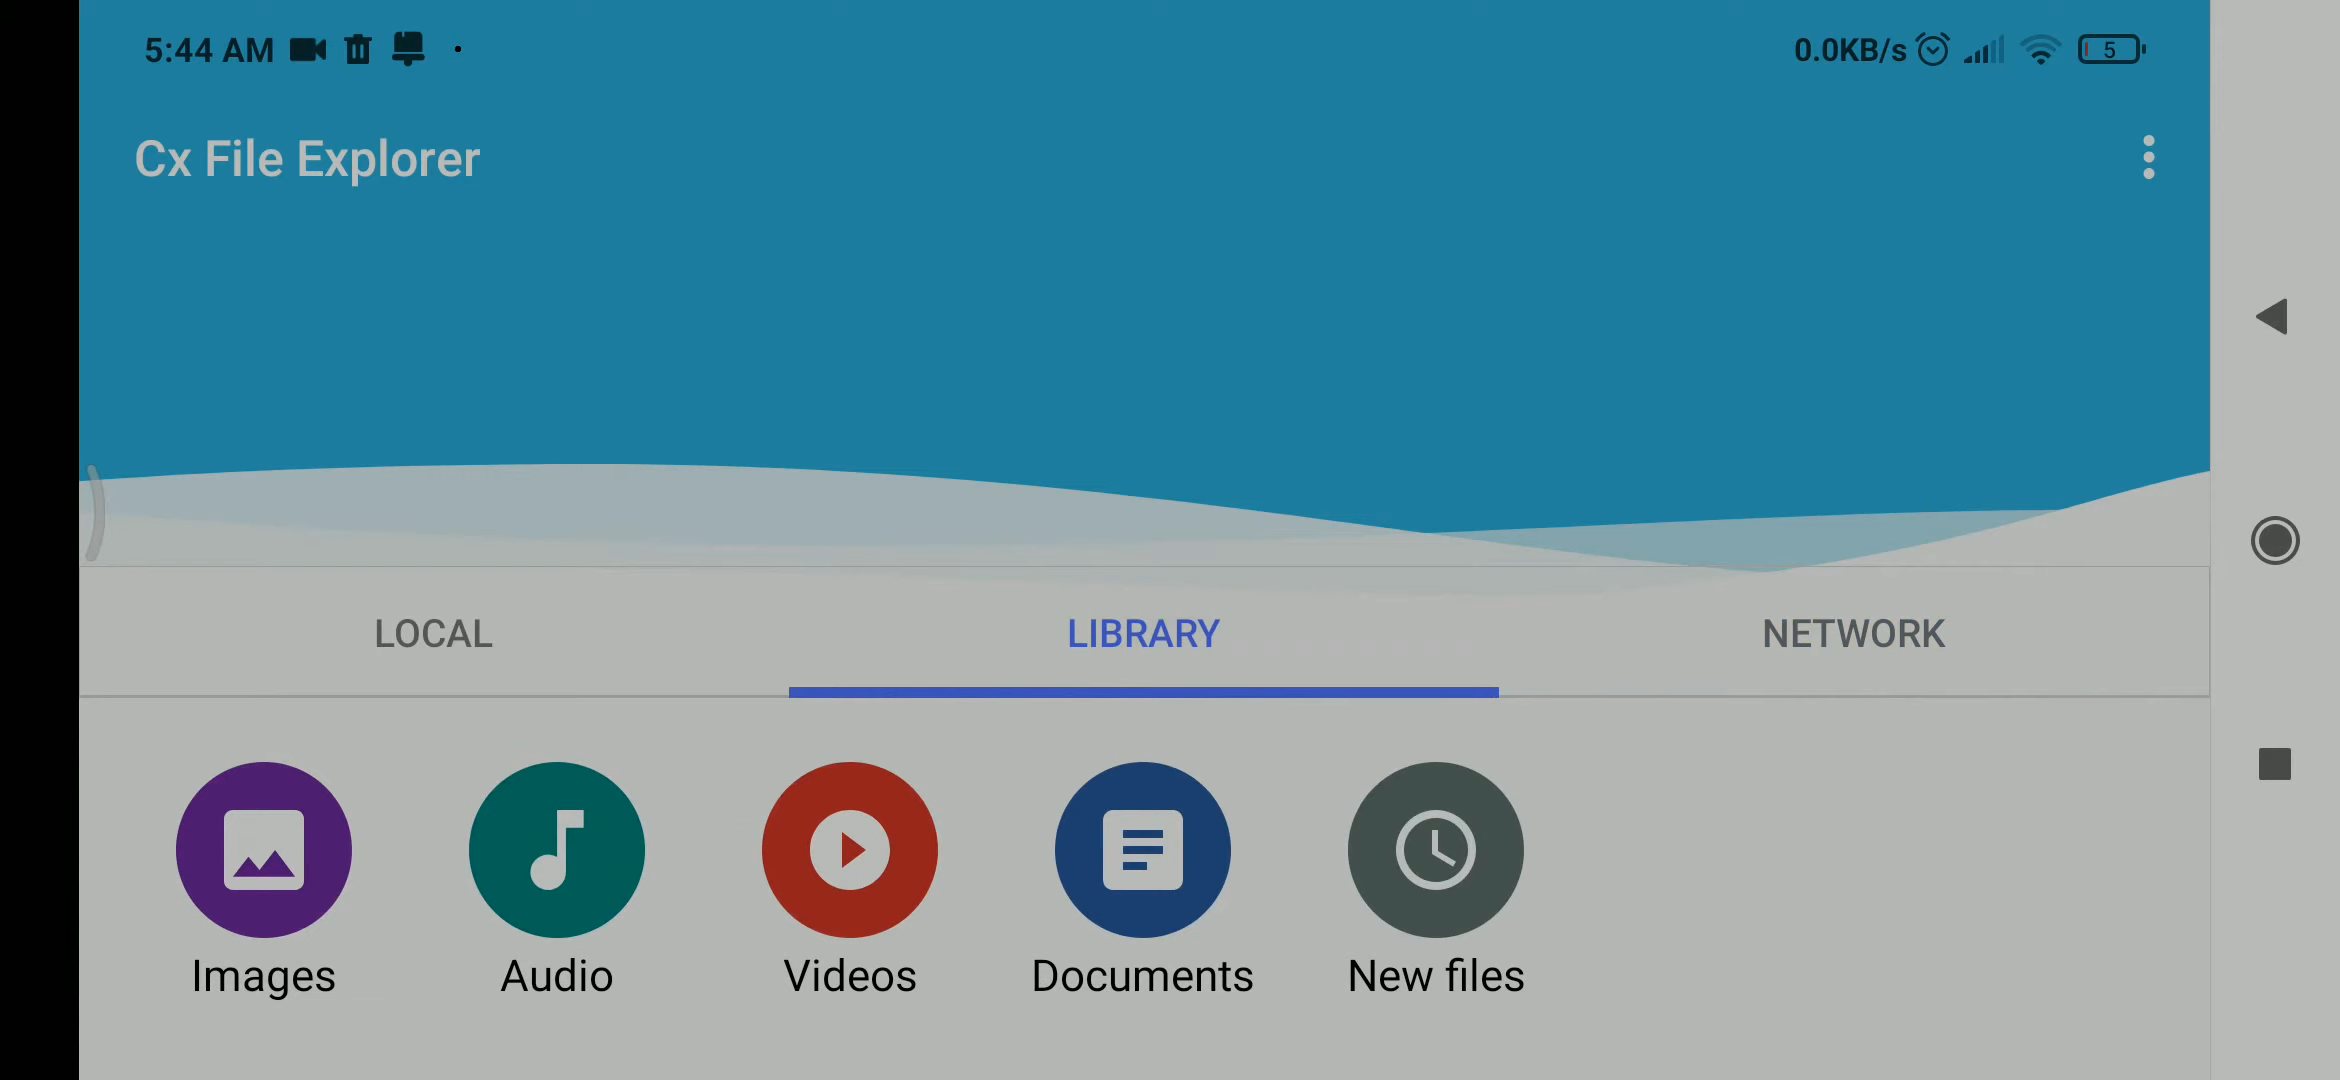 5:44 AM 0.0KB/s 5
Cx File Explorer
LOCAL LIBRARY NETWORK
Images Audio Videos Documents New files